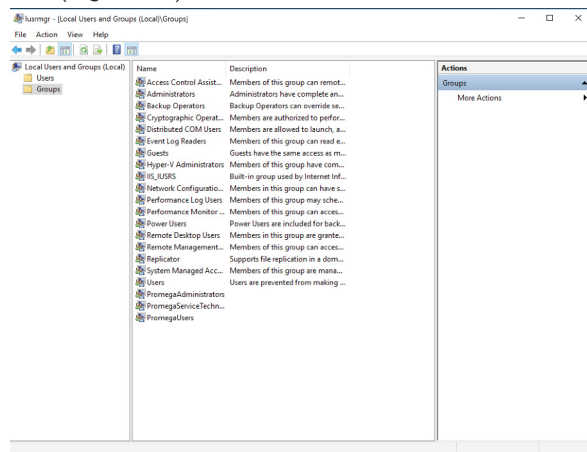 lusrmgr - [Local Users and Groups (Local)\Groups]
File Action View Help
Local Users and Groups (Local)
Users
Groups
Name Description
Access Control Assist... Members of this group can remot...
Administrators Administrators have complete an...
Backup Operators Backup Operators can override se...
Cryptographic Operat... Members are authorized to perfor...
Distributed COM Users Members are allowed to launch, a...
Event Log Readers Members of this group can read e...
Guests Guests have the same access as m...
Hyper-V Administrators Members of this group have com...
IIS_IUSRS Built-in group used by Internet Inf...
Network Configuratio... Members in this group can have s...
Performance Log Users Members of this group may sche...
Performance Monitor ... Members of this group can acces...
Power Users Power Users are included for back...
Remote Desktop Users Members in this group are grante...
Remote Management... Members of this group can acces...
Replicator Supports file replication in a dom...
System Managed Acc... Members of this group are mana...
Users Users are prevented from making ...
PromegaAdministrators
PromegaServiceTechn...
PromegaUsers
Actions
Groups
More Actions